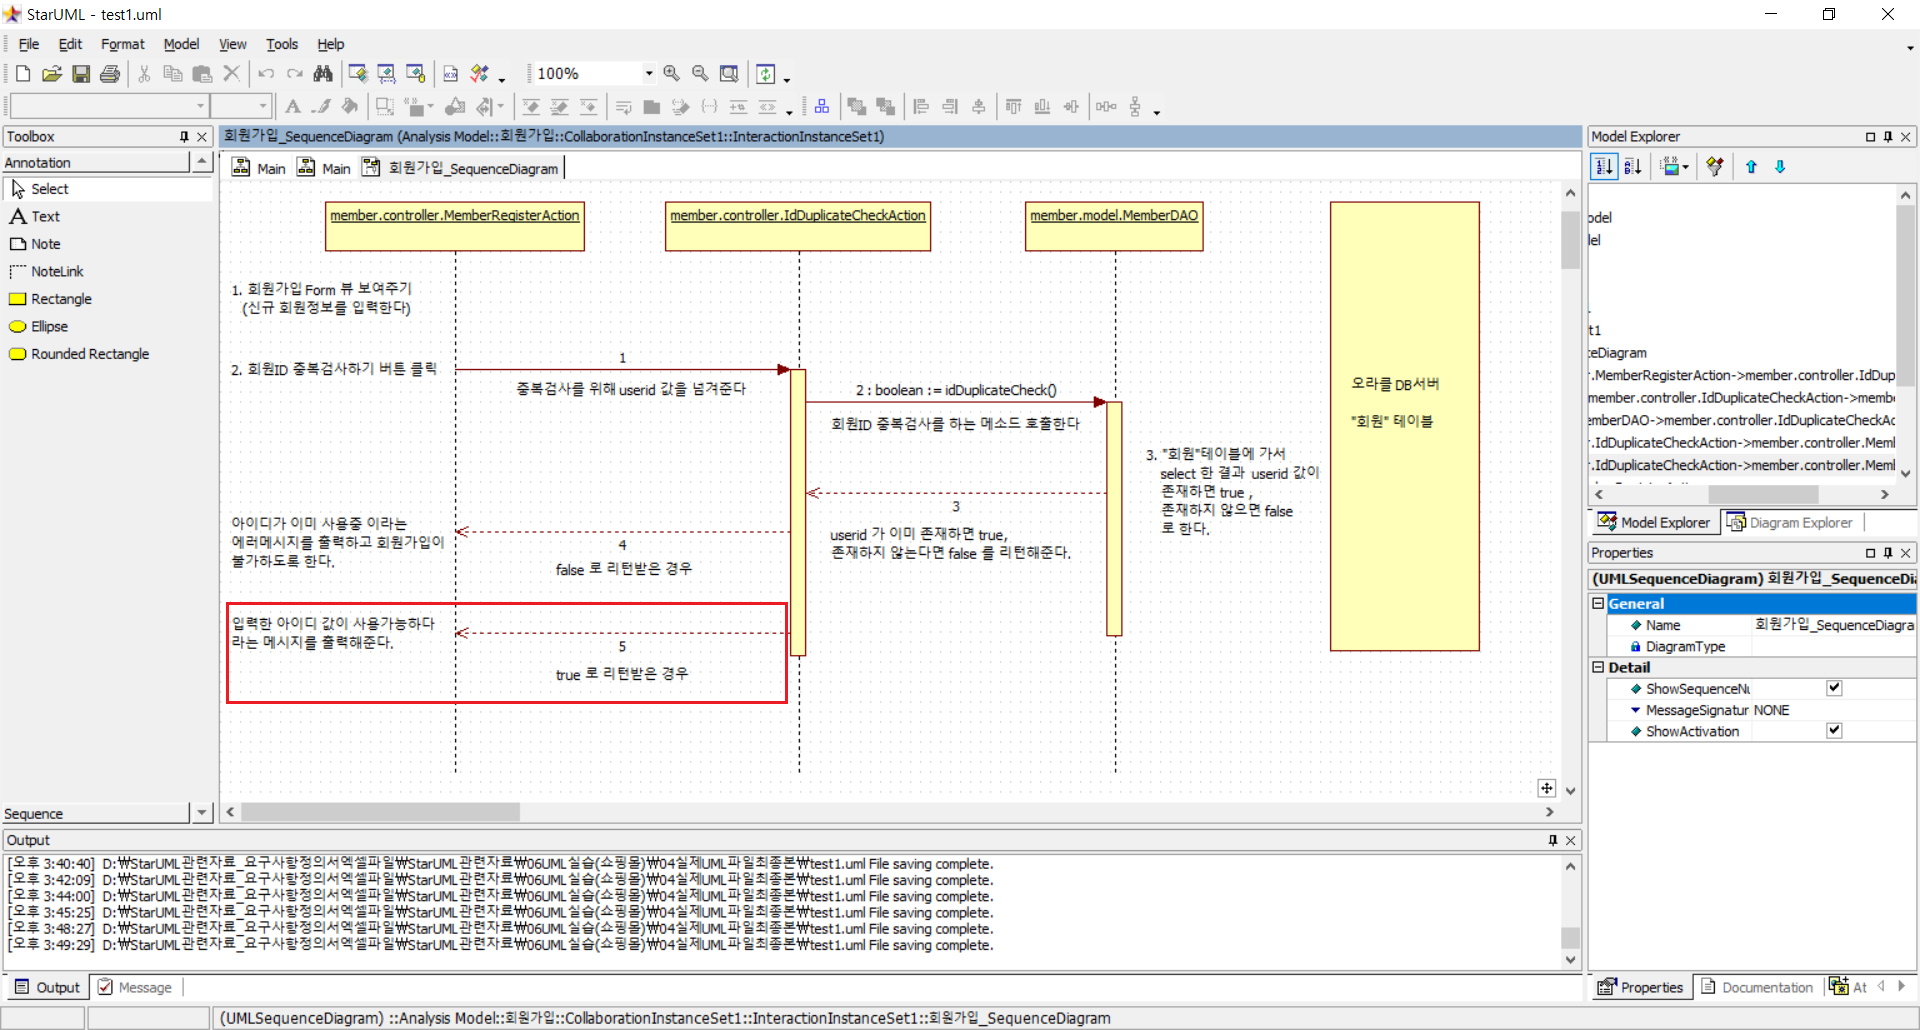 StarUML - test1.uml
File Edit Format Model View Tools Help
100%
Toolbox
Annotation
Select
Text
Note
NoteLink
Rectangle
Ellipse
Rounded Rectangle
Sequence
회원가입_SequenceDiagram (Analysis Model::회원가입::CollaborationInstanceSet1::InteractionInstanceSet1)
Main Main 회원가입_SequenceDiagram
member.controller.MemberRegisterAction
member.controller.IdDuplicateCheckAction
member.model.MemberDAO
1. 회원가입 Form 뷰 보여주기
(신규 회원정보를 입력한다)
2. 회원ID 중복검사하기 버튼 클릭
1
중복검사를 위해 userid 값을 넘겨준다
2 : boolean := idDuplicateCheck()
회원ID 중복검사를 하는 메소드 호출한다
오라클 DB서버
"회원" 테이블
3. "회원"테이블에 가서
select 한 결과 userid 값이
존재하면 true ,
존재하지 않으면 false
로 한다.
3
userid 가 이미 존재하면 true,
존재하지 않는다면 false 를 리턴해준다.
아이디가 이미 사용중 이라는
에러메시지를 출력하고 회원가입이
불가하도록 한다.
4
false 로 리턴받은 경우
입력한 아이디 값이 사용가능하다
라는 메시지를 출력해준다.
5
true 로 리턴받은 경우
Model Explorer
odel
lel
t1
:eDiagram
.MemberRegisterAction->member.controller.IdDup
member.controller.IdDuplicateCheckAction->membe
mberDAO->member.controller.IdDuplicateCheckAc
.IdDuplicateCheckAction->member.controller.Meml
.IdDuplicateCheckAction->member.controller.Meml
Model Explorer Diagram Explorer
Properties
(UMLSequenceDiagram) 회원가입_SequenceDi
General
Name 회원가입_SequenceDiagra
DiagramType
Detail
ShowSequenceNu
MessageSignatur NONE
ShowActivation
Properties Documentation At
Output
[오후 3:40:40] D:₩StarUML관련자료_요구사항정의서엑셀파일₩StarUML관련자료₩06UML실습(쇼핑몰)₩04실제UML파일최종본₩test1.uml File saving complete.
[오후 3:42:09] D:₩StarUML관련자료_요구사항정의서엑셀파일₩StarUML관련자료₩06UML실습(쇼핑몰)₩04실제UML파일최종본₩test1.uml File saving complete.
[오후 3:44:00] D:₩StarUML관련자료_요구사항정의서엑셀파일₩StarUML관련자료₩06UML실습(쇼핑몰)₩04실제UML파일최종본₩test1.uml File saving complete.
[오후 3:45:25] D:₩StarUML관련자료_요구사항정의서엑셀파일₩StarUML관련자료₩06UML실습(쇼핑몰)₩04실제UML파일최종본₩test1.uml File saving complete.
[오후 3:48:27] D:₩StarUML관련자료_요구사항정의서엑셀파일₩StarUML관련자료₩06UML실습(쇼핑몰)₩04실제UML파일최종본₩test1.uml File saving complete.
[오후 3:49:29] D:₩StarUML관련자료_요구사항정의서엑셀파일₩StarUML관련자료₩06UML실습(쇼핑몰)₩04실제UML파일최종본₩test1.uml File saving complete.
Output Message
(UMLSequenceDiagram) ::Analysis Model::회원가입::CollaborationInstanceSet1::InteractionInstanceSet1::회원가입_SequenceDiagram